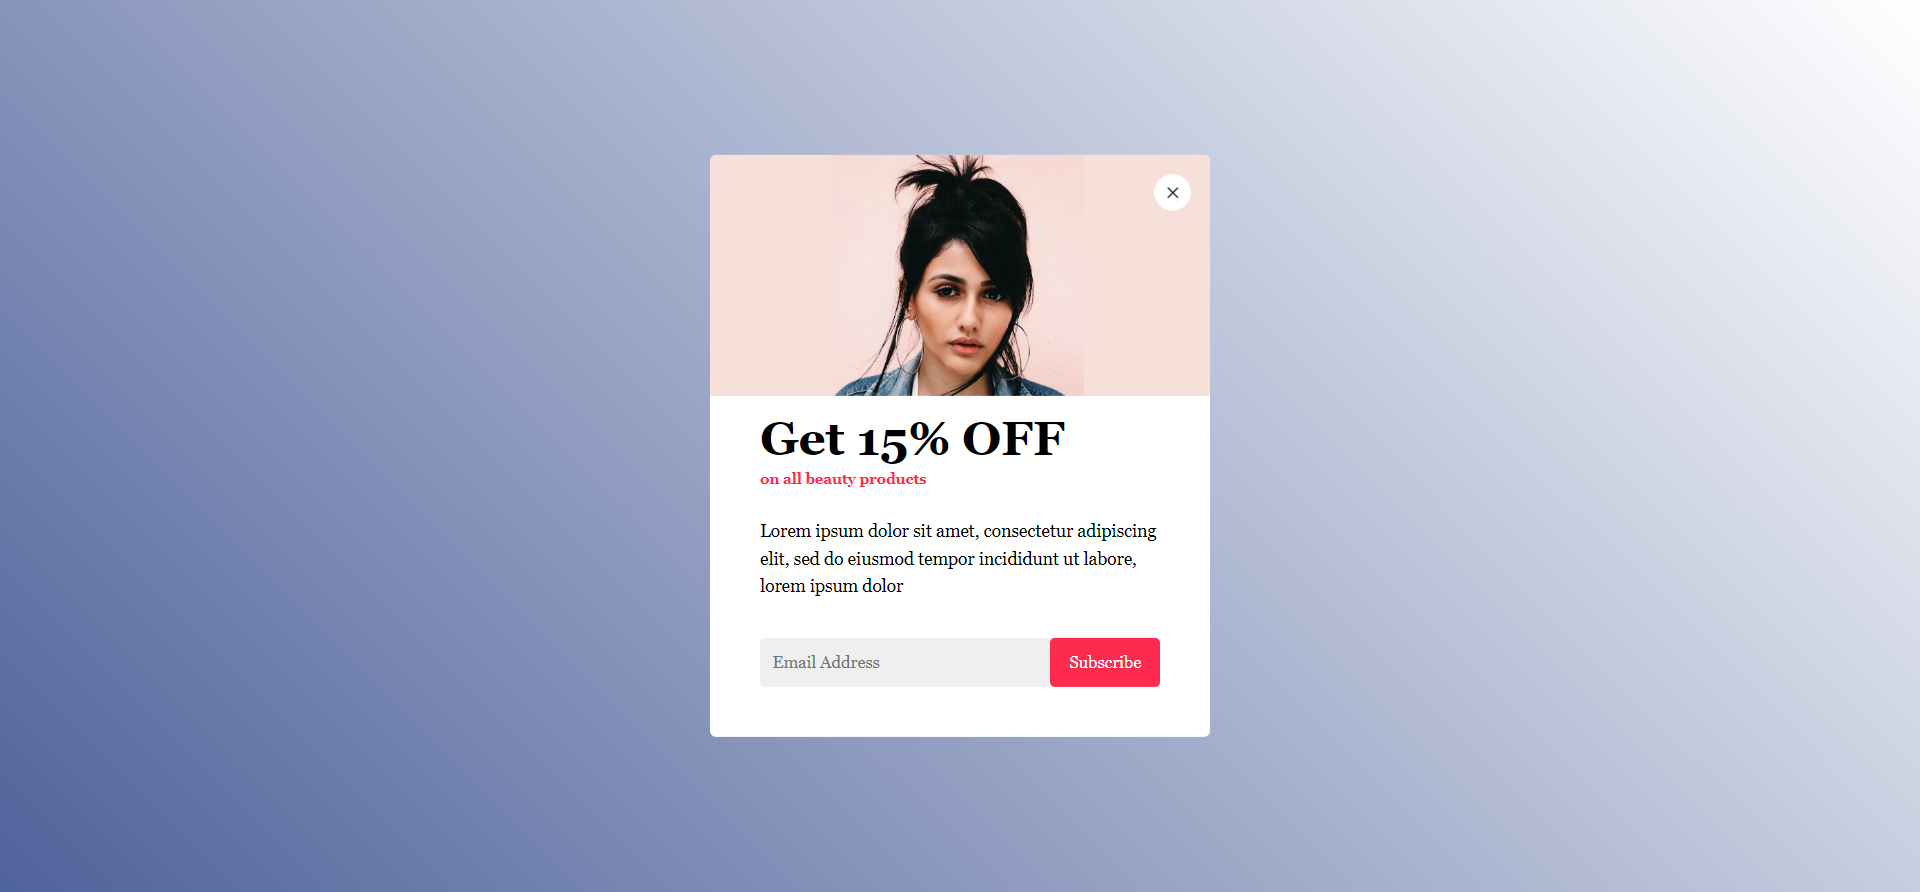 Get 15% OFF
on all beauty products
Lorem ipsum dolor sit amet, consectetur adipiscing
elit, sed do eiusmod tempor incididunt ut labore,
lorem ipsum dolor
Email Address
Subscribe